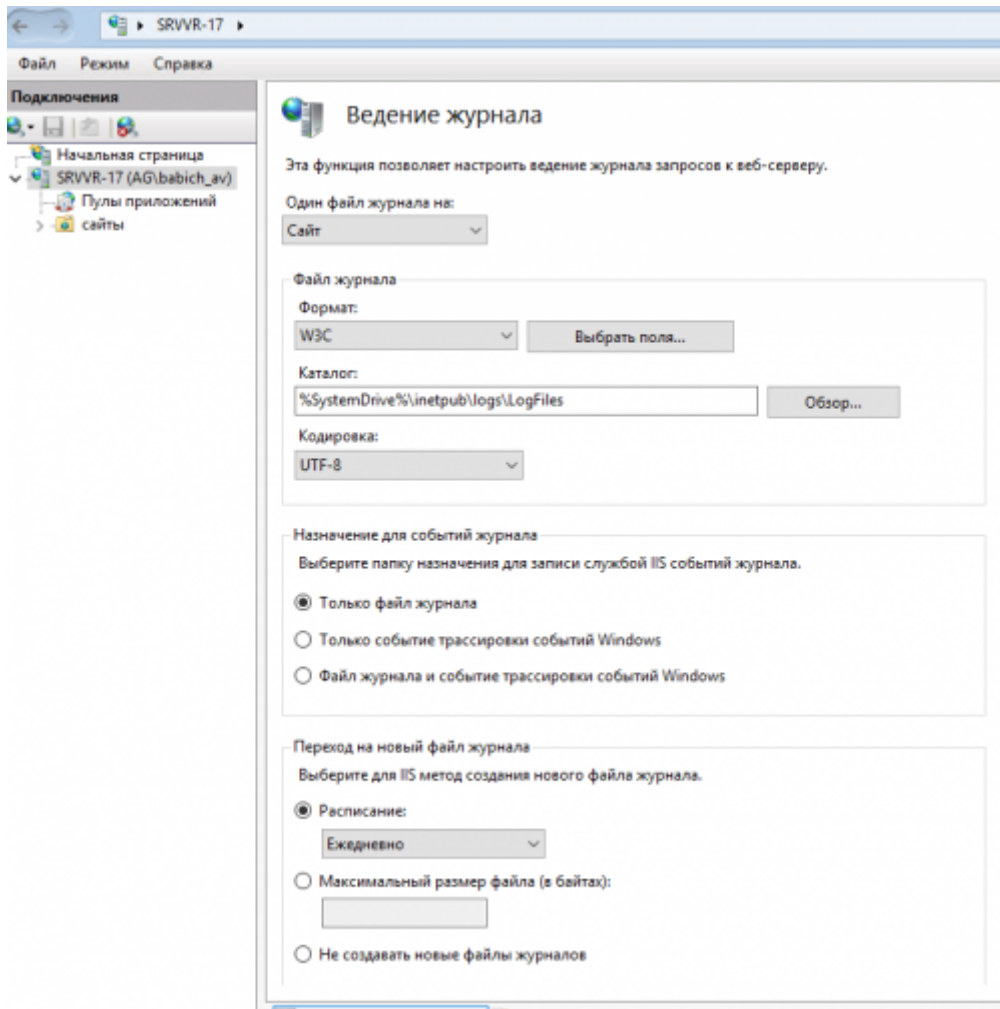 SRVVR-17
Файл Режим Справка
Подключения
Начальная страница
SRVVR-17 (AG\babich_av)
Пулы приложений
сайты
Ведение журнала
Эта функция позволяет настроить ведение журнала запросов к веб-серверу.
Один файл журнала на:
Сайт
Файл журнала
Формат:
W3C
Выбрать поля...
Каталог:
%SystemDrive%\inetpub\logs\LogFiles
Обзор...
Кодировка:
UTF-8
Назначение для событий журнала
Выберите папку назначения для записи службой IIS событий журнала.
Только файл журнала
Только событие трассировки событий Windows
Файл журнала и событие трассировки событий Windows
Переход на новый файл журнала
Выберите для IIS метод создания нового файла журнала.
Расписание:
Ежедневно
Максимальный размер файла (в байтах):
Не создавать новые файлы журналов